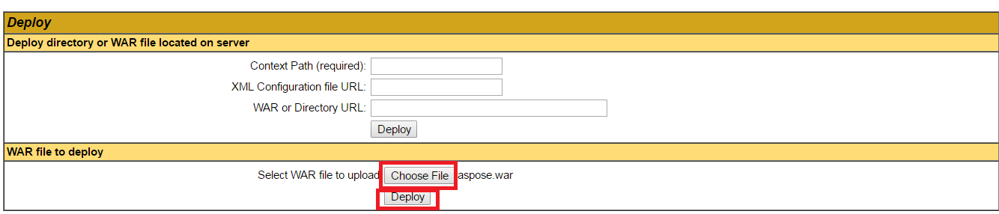 Deploy
Deploy directory or WAR file located on server
Context Path (required):
XML Configuration file URL:
WAR or Directory URL:
Deploy
WAR file to deploy
Select WAR file to upload Choose File aspose.war
Deploy